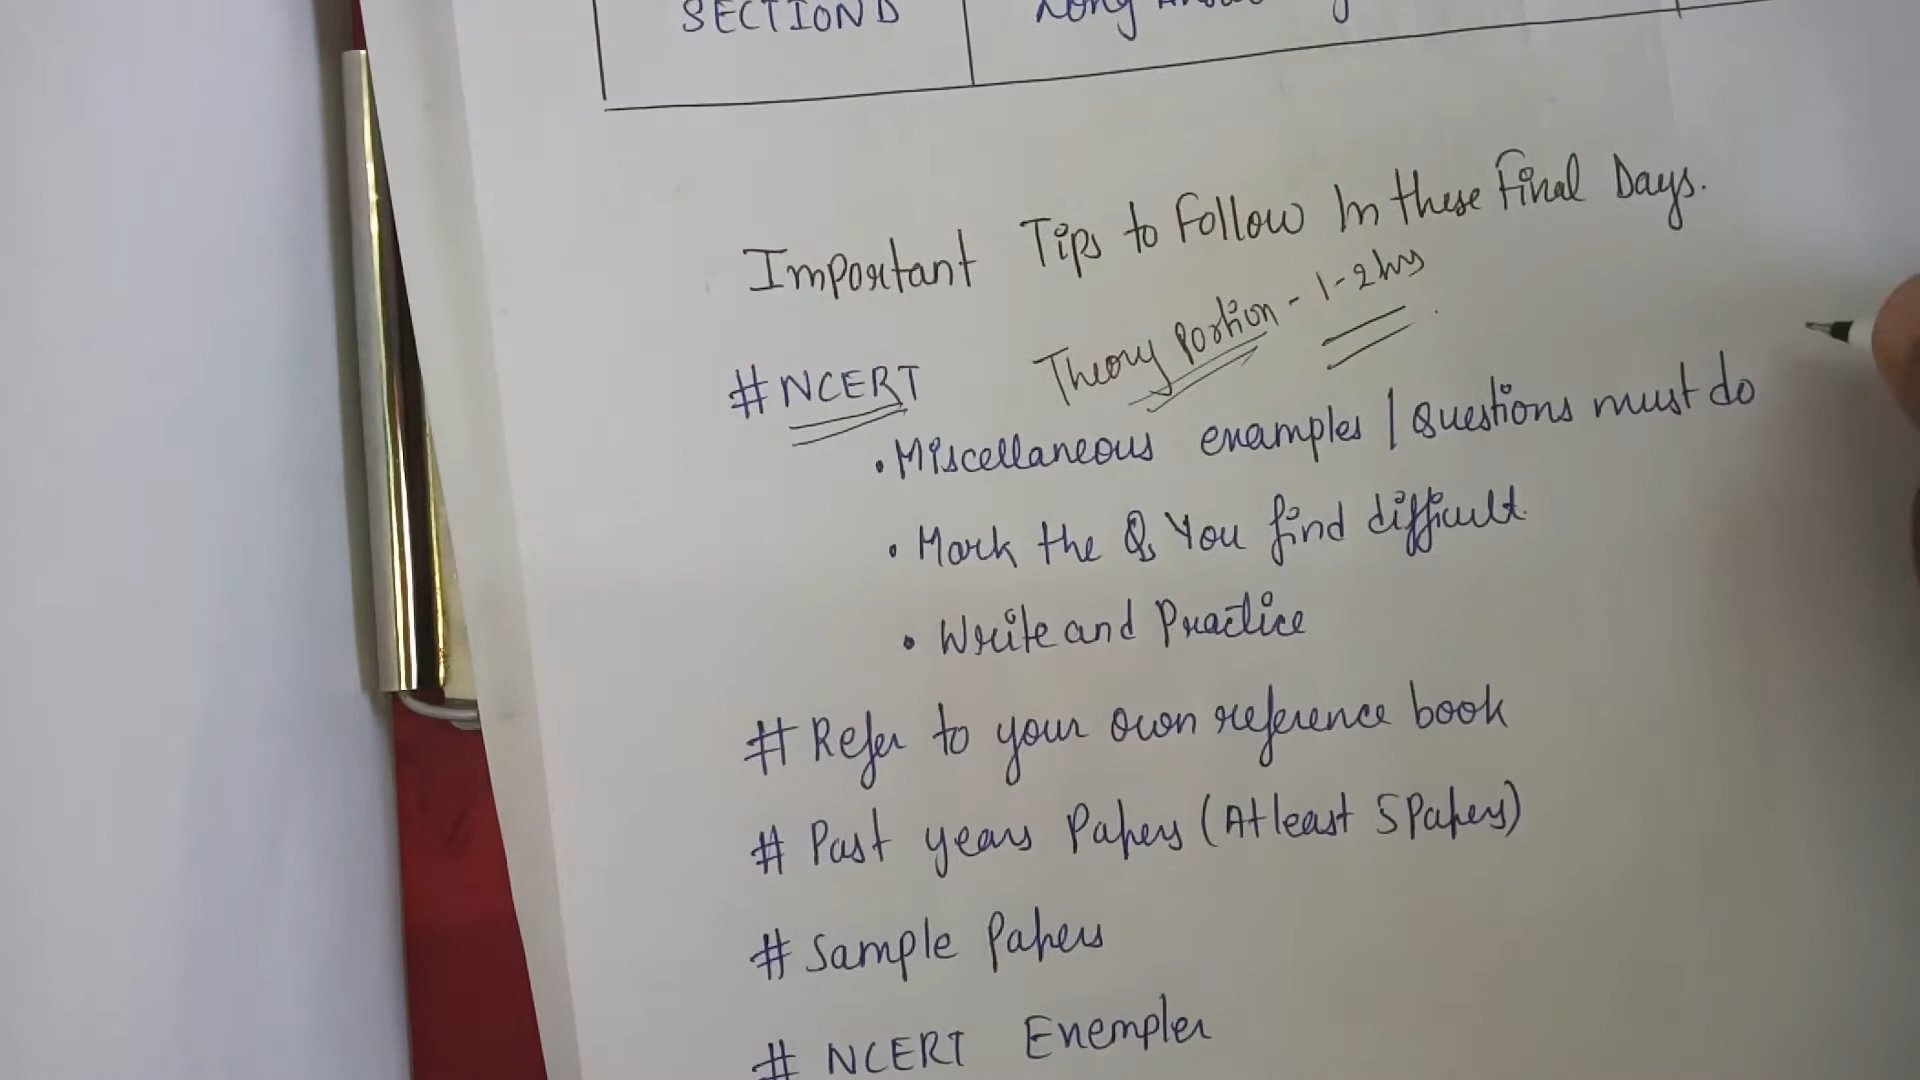 SECTION D
Long
Important Tips to Follow In these Final Days.
Theory Portion - 1-2 hrs
# NCERT
• Miscellaneous examples / Questions must do
• Mark the Qs You find difficult
• Write and Practice
# Refer to your own reference book
# Past years Papers (Atleast 5 Papers)
# Sample Papers
# NCERT Exempler